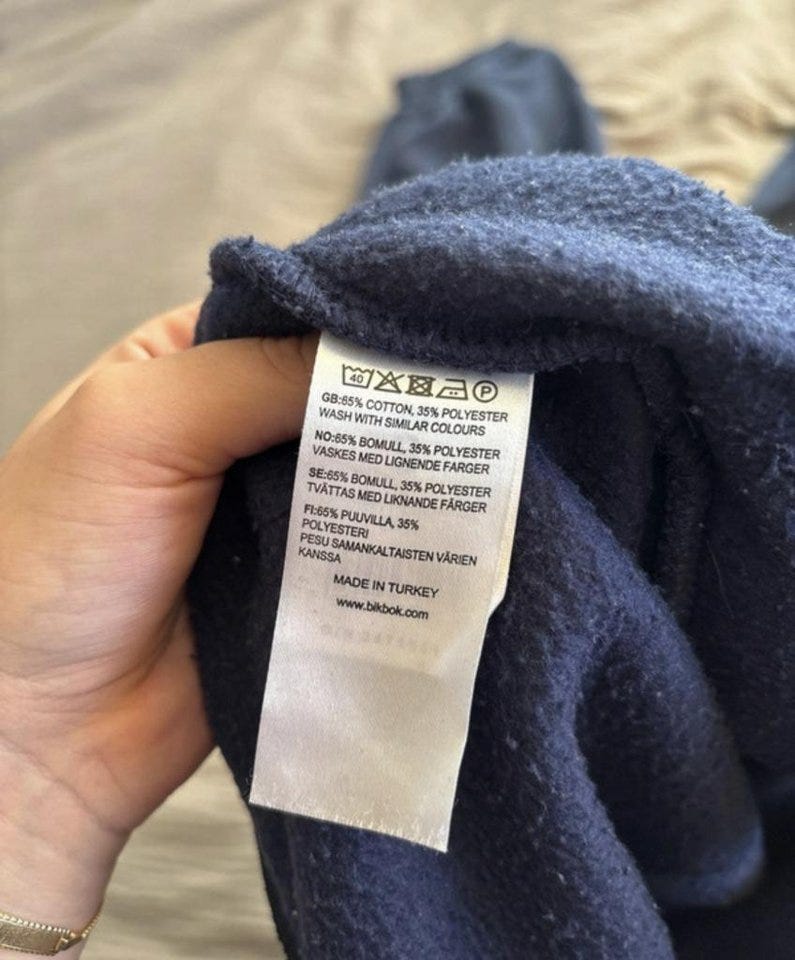 40 P
GB:65% COTTON, 35% POLYESTER
WASH WITH SIMILAR COLOURS
NO:65% BOMULL, 35% POLYESTER
VASKES MED LIGNENDE FARGER
SE:65% BOMULL, 35% POLYESTER
TVÄTTAS MED LIKNANDE FÄRGER
FI:65% PUUVILLA, 35%
POLYESTERI
PESU SAMANKALTAISTEN VÄRIEN
KANSSA
MADE IN TURKEY
www.bikbok.com